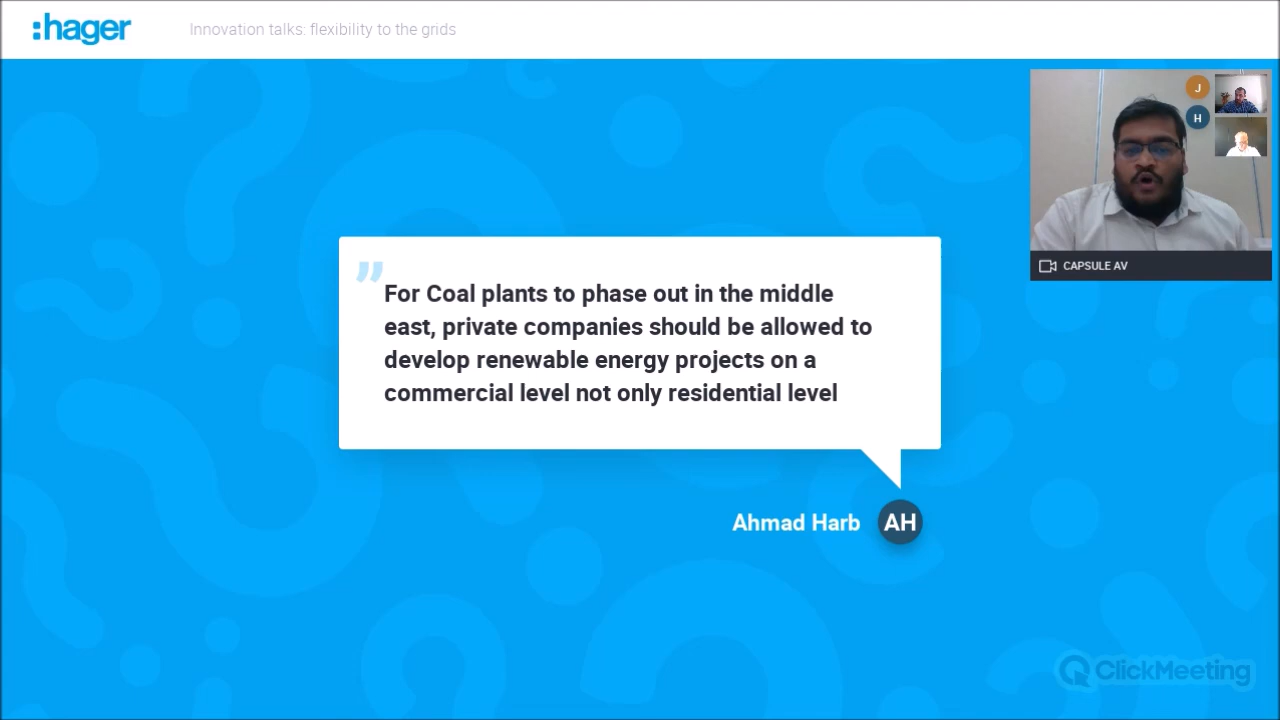 :hager
Innovation talks: flexibility to the grids
J
H
CAPSULE AV
”
For Coal plants to phase out in the middle
east, private companies should be allowed to
develop renewable energy projects on a
commercial level not only residential level
Ahmad Harb
AH
ClickMeeting